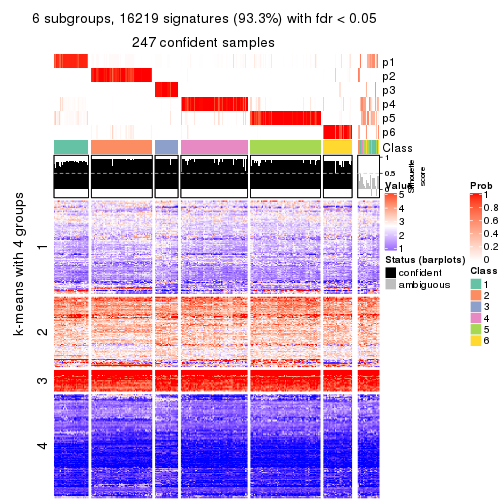 6 subgroups, 16219 signatures (93.3%) with fdr < 0.05
247 confident samples
p1
p2
p3
p4
p5
p6
Class
1
0.5
0
Silhouette
score
k-means with 4 groups
1
2
3
4
Value
5
4
3
2
1
Status (barplots)
confident
ambiguous
Prob
1
0.8
0.6
0.4
0.2
0
Class
1
2
3
4
5
6